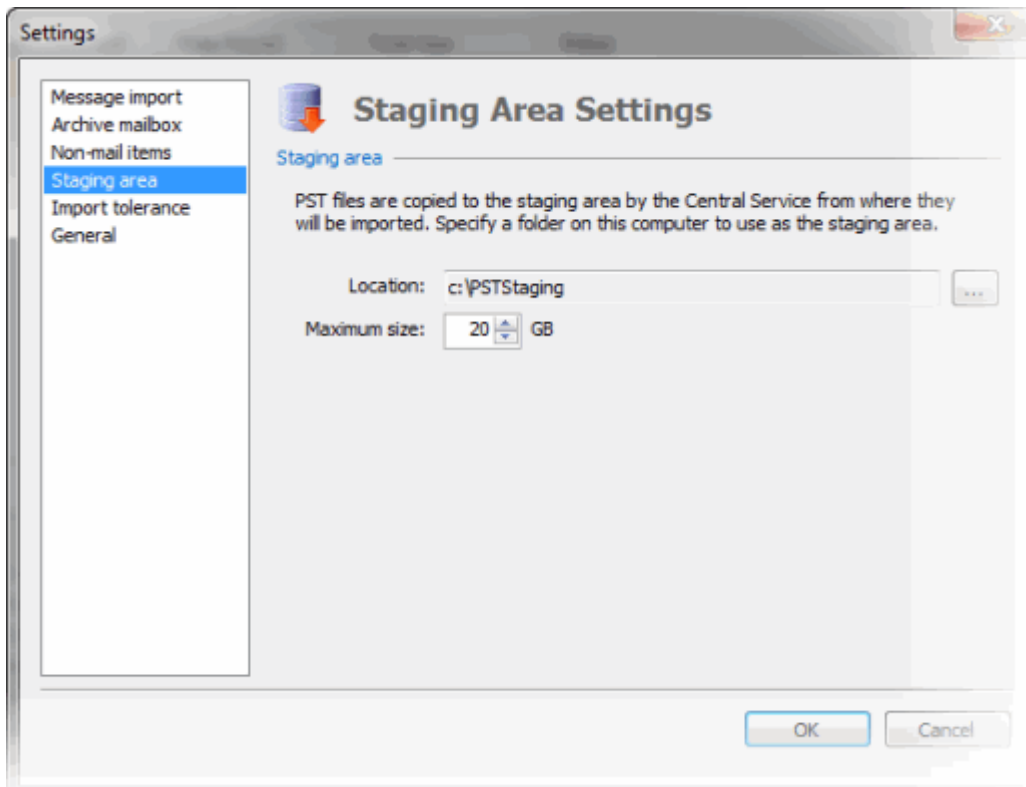 Settings
Message import
Archive mailbox
Non-mail items
Staging area
Import tolerance
General
Staging Area Settings
Staging area
PST files are copied to the staging area by the Central Service from where they
will be imported. Specify a folder on this computer to use as the staging area.
Location: c:\PSTStaging ...
Maximum size: 20 GB
OK Cancel